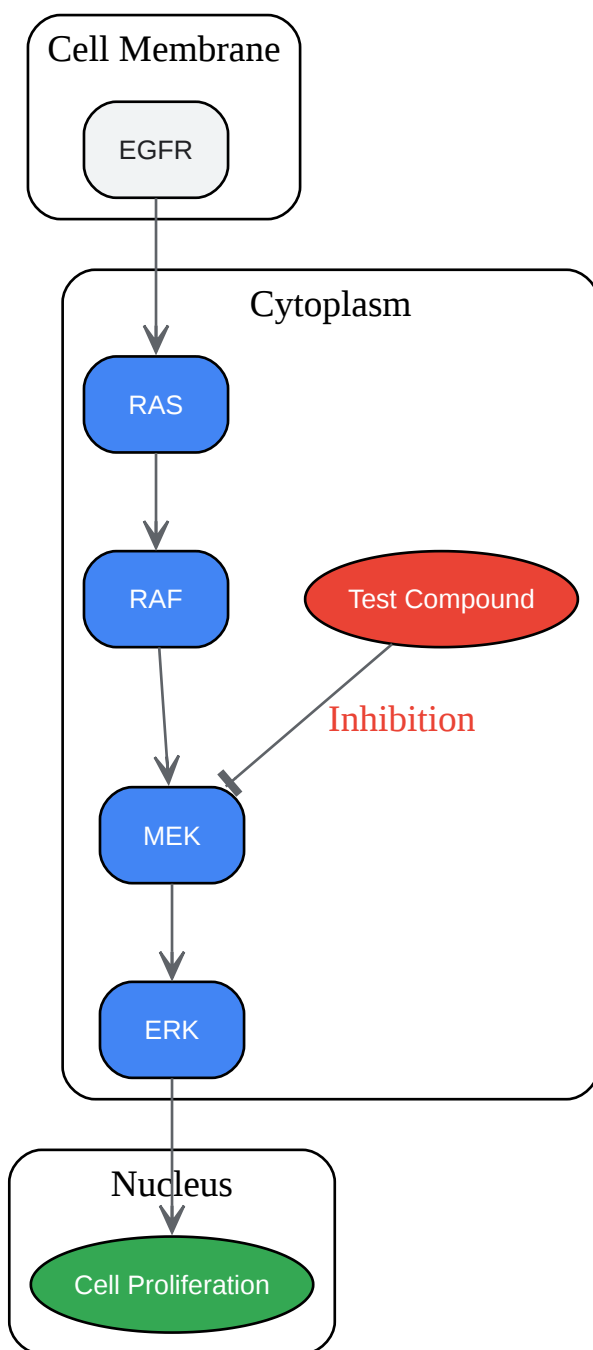 Cell Membrane
EGFR
Cytoplasm
RAS
RAF
Test Compound
Inhibition
MEK
ERK
Nucleus
Cell Proliferation